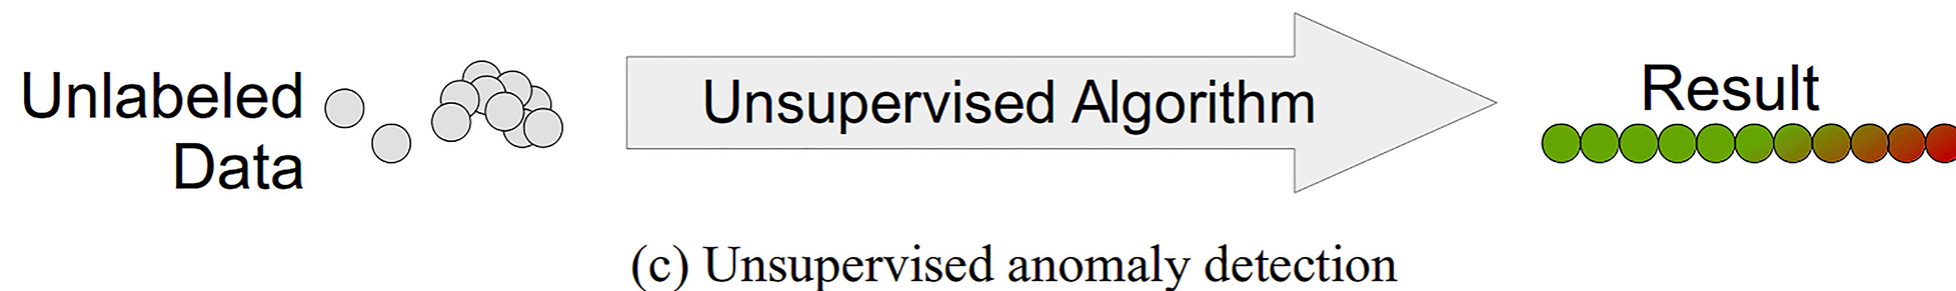 Unlabeled
Data
Unsupervised Algorithm
Result
(c) Unsupervised anomaly detection